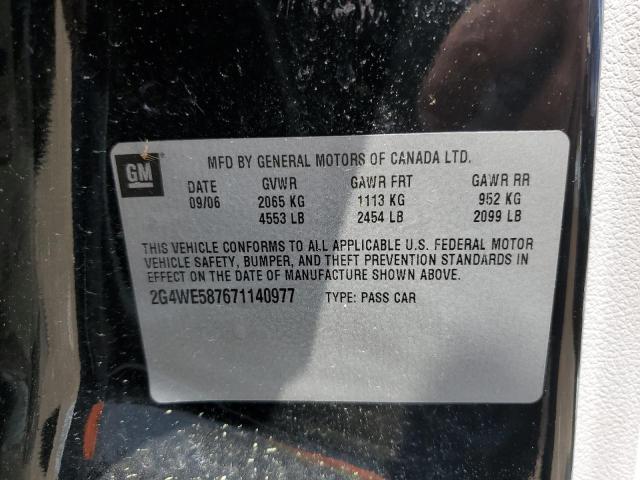 GM
MFD BY GENERAL MOTORS OF CANADA LTD.
DATE GVWR GAWR FRT GAWR RR
09/06 2065 KG 1113 KG 952 KG
4553 LB 2454 LB 2099 LB
THIS VEHICLE CONFORMS TO ALL APPLICABLE U.S. FEDERAL MOTOR
VEHICLE SAFETY, BUMPER, AND THEFT PREVENTION STANDARDS IN
EFFECT ON THE DATE OF MANUFACTURE SHOWN ABOVE.
2G4WE587671140977 TYPE: PASS CAR